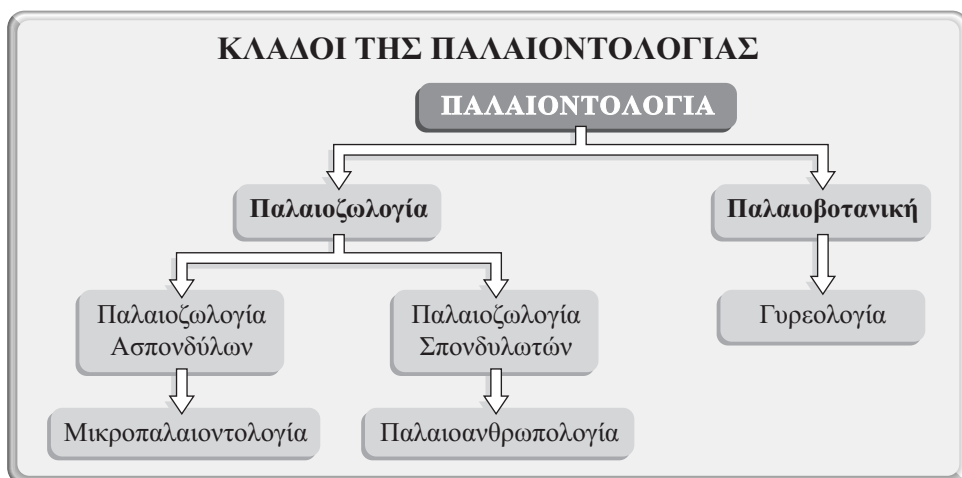 ΚΛΑΔΟΙ ΤΗΣ ΠΑΛΑΙΟΝΤΟΛΟΓΙΑΣ
ΠΑΛΑΙΟΝΤΟΛΟΓΙΑ
Παλαιοζωλογία
Παλαιοβοτανική
Παλαιοζωλογία
Ασπονδύλων
Παλαιοζωλογία
Σπονδυλωτών
Γυρεολογία
Μικροπαλαιοντολογία
Παλαιοανθρωπολογία